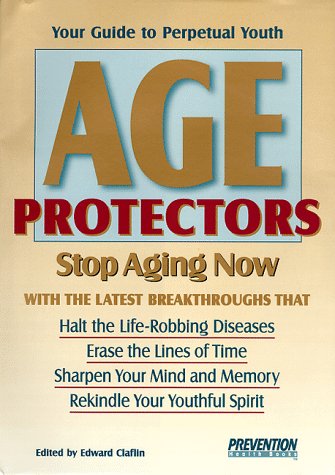 Your Guide to Perpetual Youth
AGE
PROTECTORS
Stop Aging Now
WITH THE LATEST BREAKTHROUGHS THAT
Halt the Life-Robbing Diseases
Erase the Lines of Time
Sharpen Your Mind and Memory
Rekindle Your Youthful Spirit
Edited by Edward Claflin
PREVENTION
Health Books